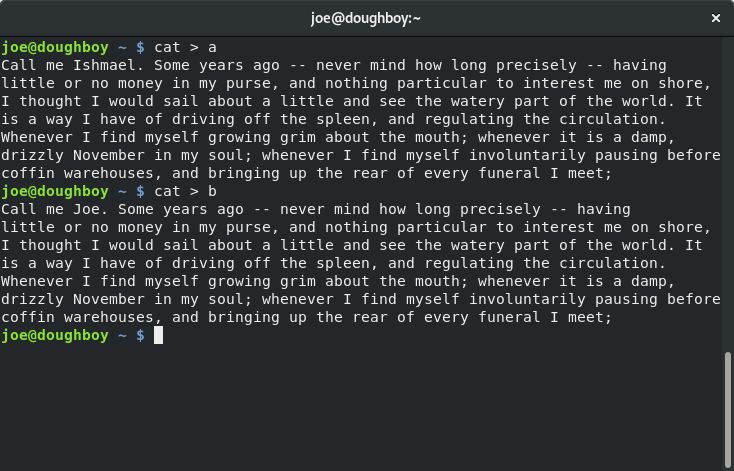 joe@doughboy:~
joe@doughboy ~ $ cat > a
Call me Ishmael. Some years ago -- never mind how long precisely -- having
little or no money in my purse, and nothing particular to interest me on shore,
I thought I would sail about a little and see the watery part of the world. It
is a way I have of driving off the spleen, and regulating the circulation.
Whenever I find myself growing grim about the mouth; whenever it is a damp,
drizzly November in my soul; whenever I find myself involuntarily pausing before
coffin warehouses, and bringing up the rear of every funeral I meet;
joe@doughboy ~ $ cat > b
Call me Joe. Some years ago -- never mind how long precisely -- having
little or no money in my purse, and nothing particular to interest me on shore,
I thought I would sail about a little and see the watery part of the world. It
is a way I have of driving off the spleen, and regulating the circulation.
Whenever I find myself growing grim about the mouth; whenever it is a damp,
drizzly November in my soul; whenever I find myself involuntarily pausing before
coffin warehouses, and bringing up the rear of every funeral I meet;
joe@doughboy ~ $